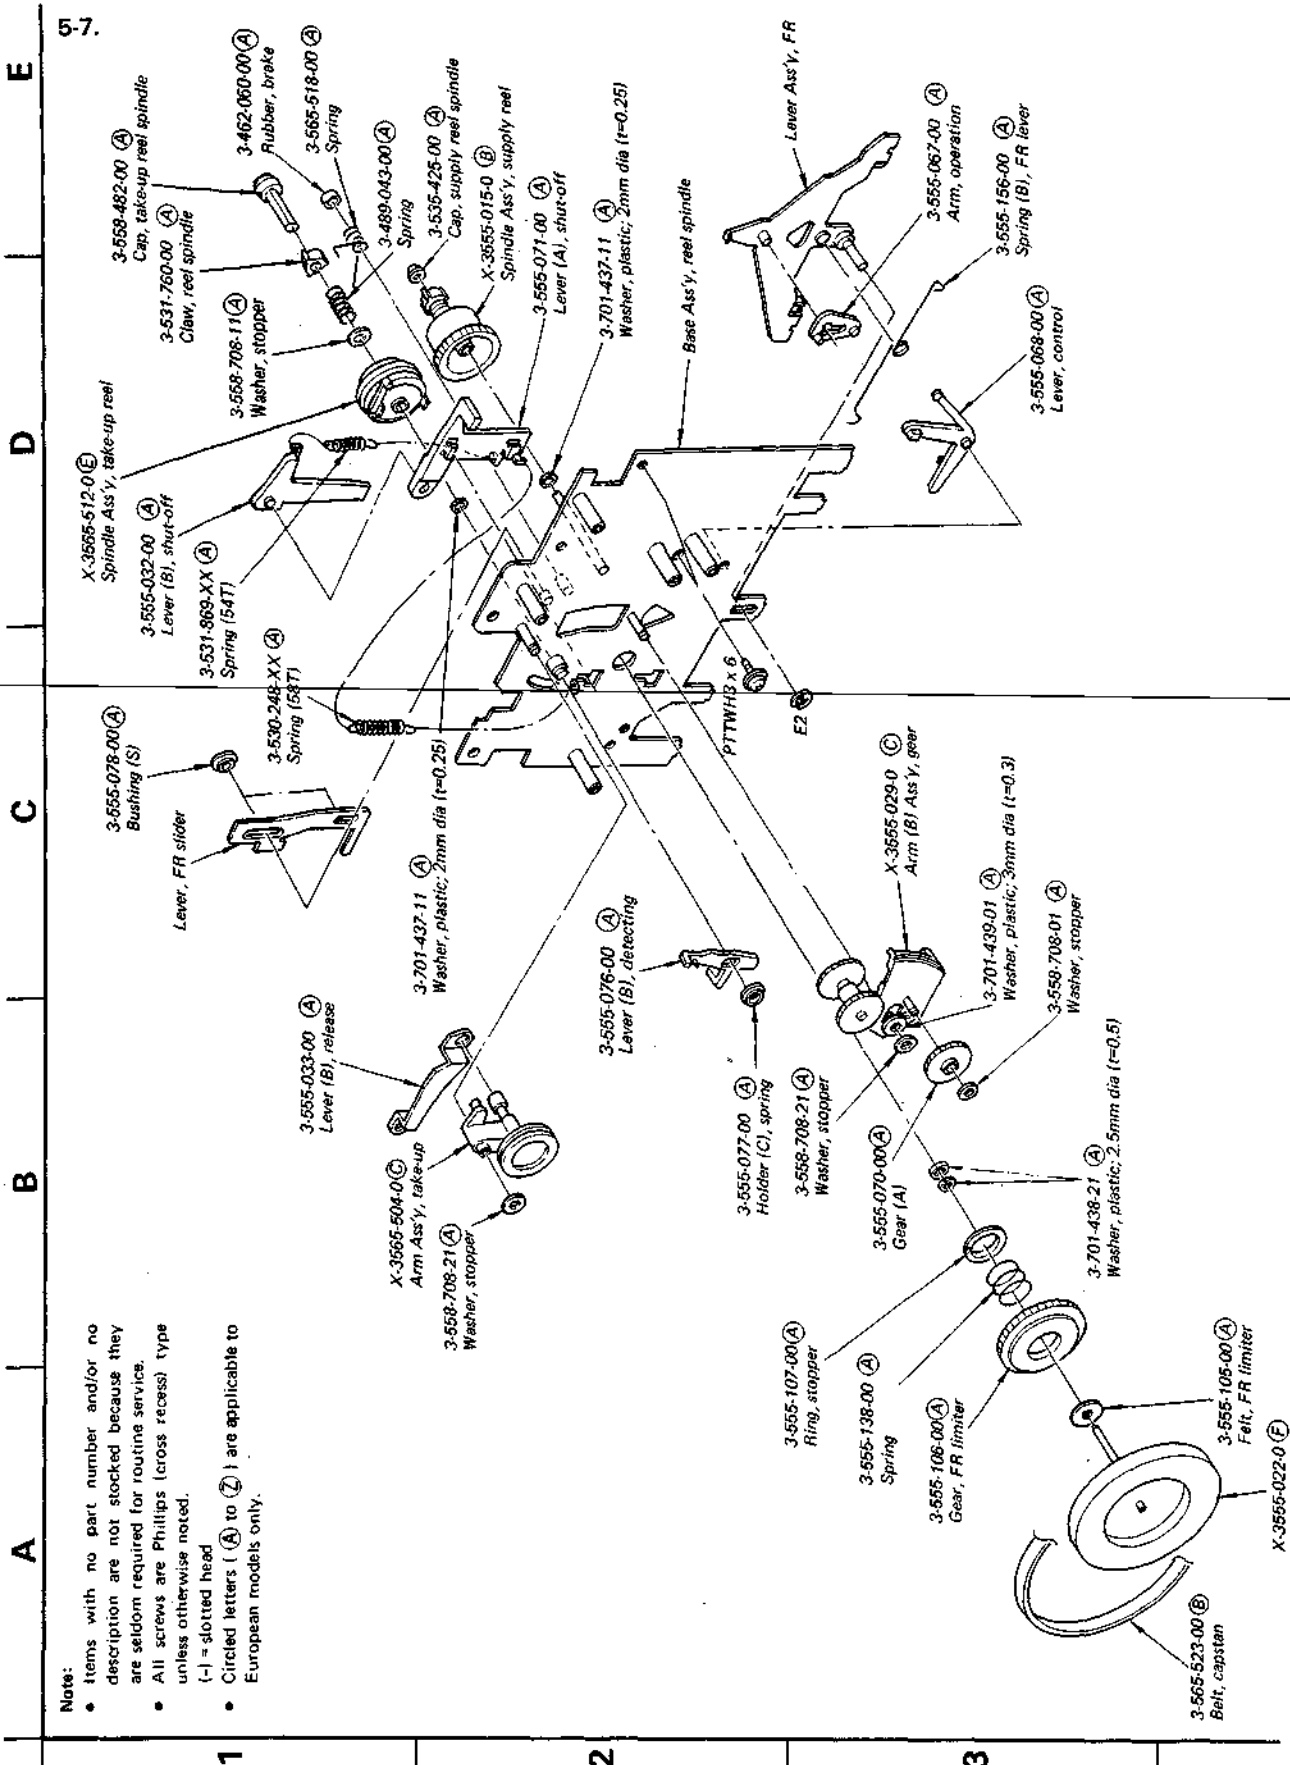 5-7.
A
B
C
D
E
1
2
3
Note:
• Items with no part number and/or no
description are not stocked because they
are seldom required for routine service.
• All screws are Phillips (cross recess) type
unless otherwise noted.
(-) = slotted head
• Circled letters ( Ⓐ to Ⓩ ) are applicable to
European models only.
3-555-078-00 Ⓐ
Bushing (S)
Lever, FR slider
3-555-033-00 Ⓐ
Lever (B), release
X-3565-504-0 Ⓒ
Arm Ass'y, take-up
3-558-708-21 Ⓐ
Washer, stopper
3-701-437-11 Ⓐ
Washer, plastic; 2mm dia (t=0.25)
X-3565-512-0 Ⓔ
Spindle Ass'y, take-up reel
3-555-032-00 Ⓐ
Lever (B), shut-off
3-531-869-XX Ⓐ
Spring (54T)
3-530-248-XX Ⓐ
Spring (58T)
3-558-482-00 Ⓐ
Cap, take-up reel spindle
3-531-760-00 Ⓐ
Claw, reel spindle
3-558-708-11 Ⓐ
Washer, stopper
3-462-060-00 Ⓐ
Rubber, brake
3-565-518-00 Ⓐ
Spring
3-489-043-00 Ⓐ
Spring
3-535-425-00 Ⓐ
Cap, supply reel spindle
X-3555-015-0 Ⓑ
Spindle Ass'y, supply reel
3-555-071-00 Ⓐ
Lever (A), shut-off
3-701-437-11 Ⓐ
Washer, plastic; 2mm dia (t=0.25)
Base Ass'y, reel spindle
Lever Ass'y, FR
3-555-067-00 Ⓐ
Arm, operation
3-555-156-00 Ⓐ
Spring (B), FR lever
3-555-068-00 Ⓐ
Lever, control
PTTWH3 x 6
E2
3-555-076-00 Ⓐ
Lever (B), detecting
3-555-077-00 Ⓐ
Holder (C), spring
X-3555-029-0 Ⓒ
Arm (B) Ass'y, gear
3-701-439-01 Ⓐ
Washer, plastic; 3mm dia (t=0.3)
3-558-708-01 Ⓐ
Washer, stopper
3-558-708-21 Ⓐ
Washer, stopper
3-555-070-00 Ⓐ
Gear (A)
3-701-438-21 Ⓐ
Washer, plastic; 2.5mm dia (t=0.5)
3-555-107-00 Ⓐ
Ring, stopper
3-555-138-00 Ⓐ
Spring
3-555-106-00 Ⓐ
Gear, FR limiter
3-555-105-00 Ⓐ
Felt, FR limiter
X-3555-022-0 Ⓕ
3-565-523-00 Ⓑ
Belt, capstan